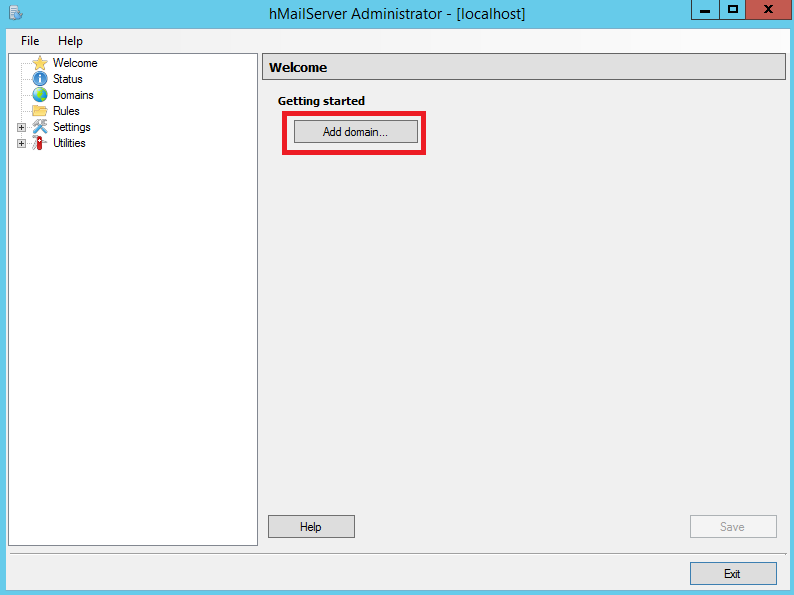 hMailServer Administrator - [localhost]
File Help
Welcome
Status
Domains
Rules
Settings
Utilities
Welcome
Getting started
Add domain...
Help
Save
Exit